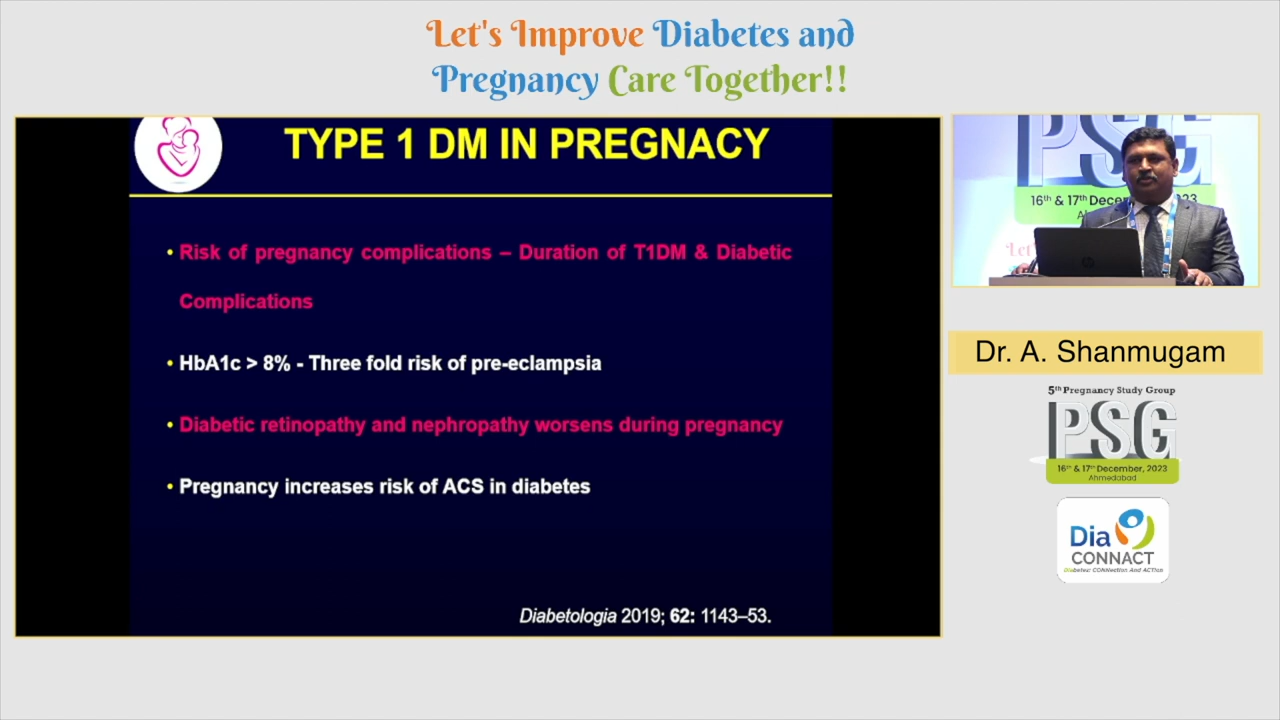 Let's Improve Diabetes and
Pregnancy Care Together!!
TYPE 1 DM IN PREGNACY
• Risk of pregnancy complications – Duration of T1DM & Diabetic
Complications
• HbA1c > 8% - Three fold risk of pre-eclampsia
• Diabetic retinopathy and nephropathy worsens during pregnancy
• Pregnancy increases risk of ACS in diabetes
Diabetologia 2019; 62: 1143–53.
PSG
16th & 17th December, 2023
Dr. A. Shanmugam
5th Pregnancy Study Group
PSG
16th & 17th December, 2023
Ahmedabad
Dia
CONNACT
Diabetes: CONNection And ACTion